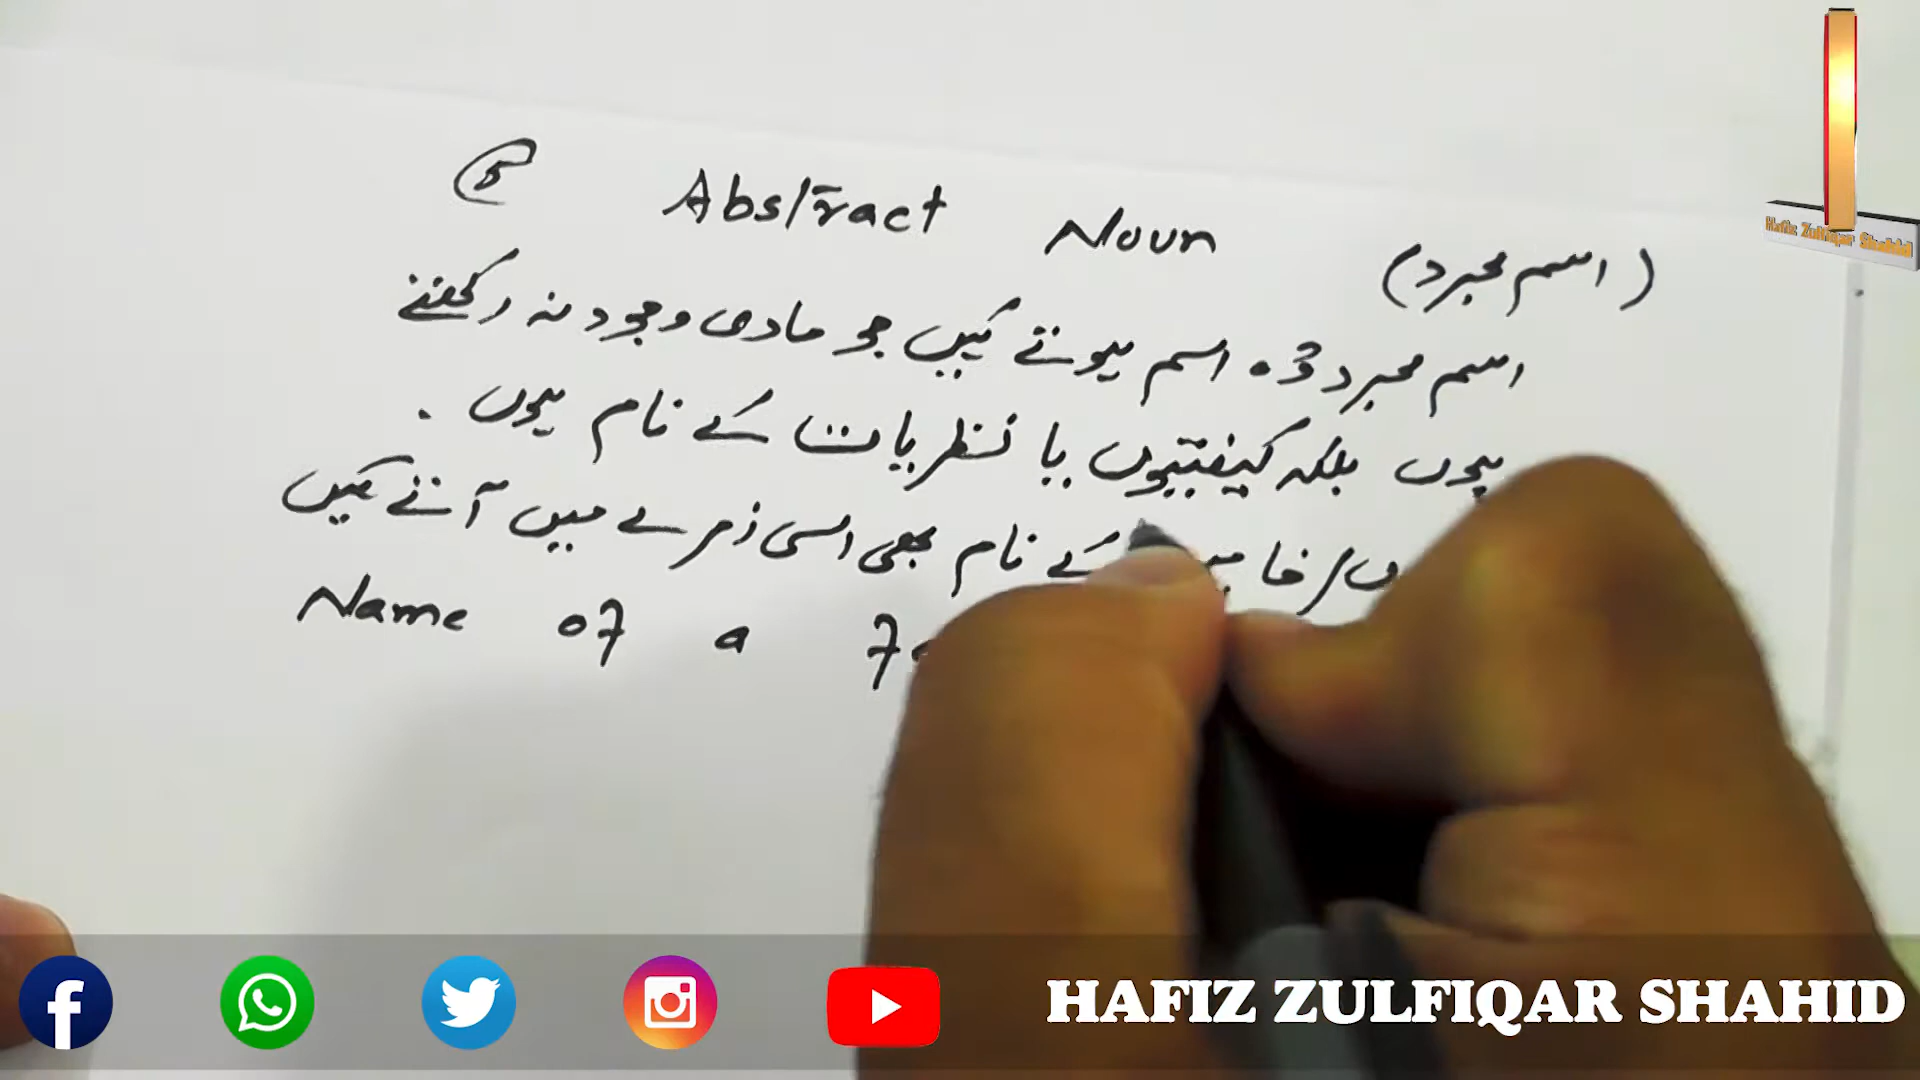 5 Abstract Noun (اسم مجرد)
اسم مجرد وہ اسم ہوتے ہیں جو مادی وجود نہ رکھتے
ہوں بلکہ کیفیتوں یا نظریات کے نام ہوں ۔
کے نام بھی اسی زمرے میں آتے ہیں
Name of a
Hafiz Zulfiqar Shahid
HAFIZ ZULFIQAR SHAHID